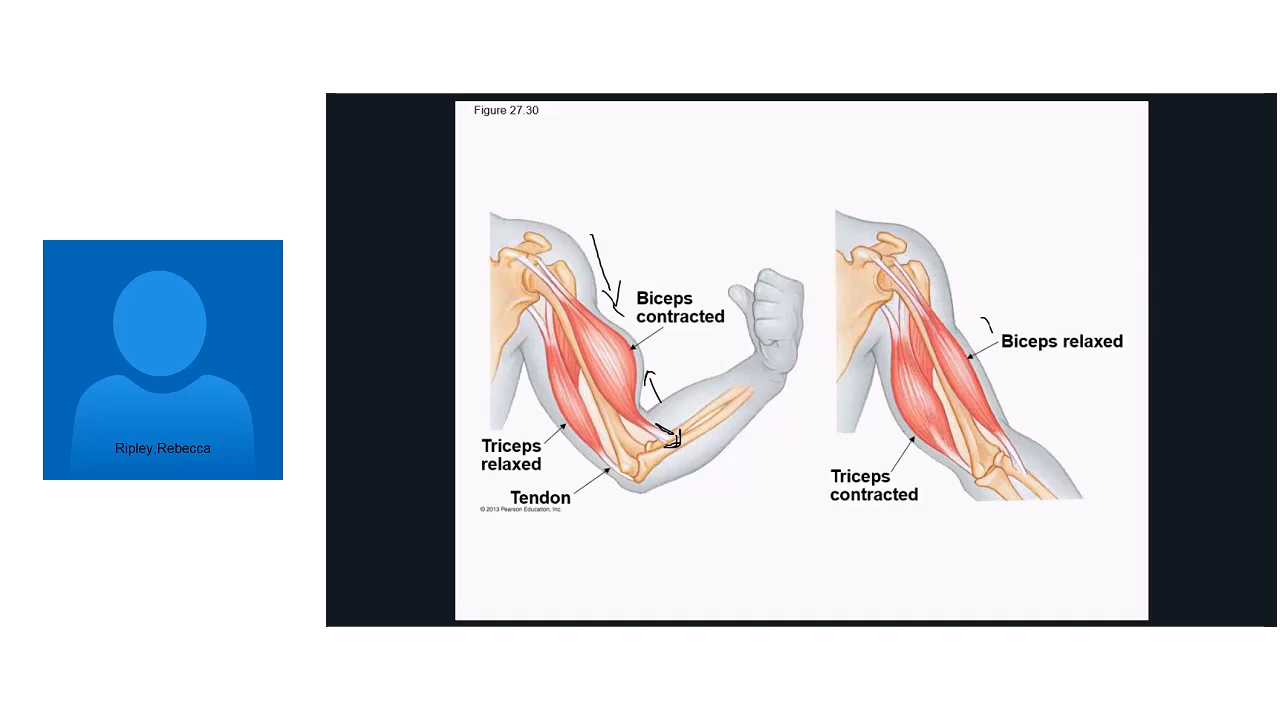 Figure 27.30
Biceps
contracted
Biceps relaxed
Triceps
relaxed
Ripley,Rebecca
Triceps
contracted
Tendon
© 2013 Pearson Education, Inc.